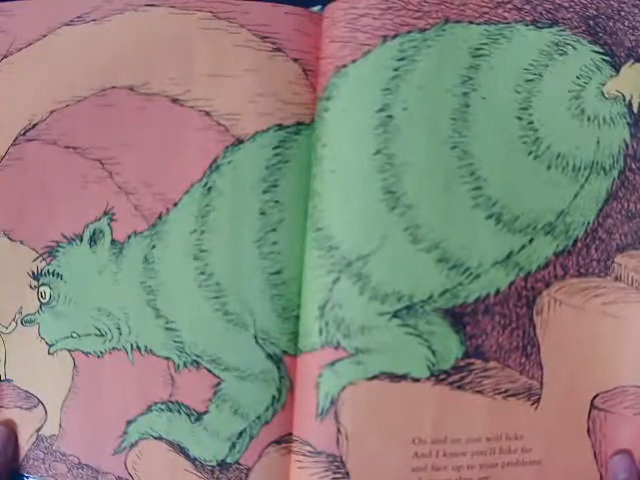 On and on you will hike.
And I know you'll hike far
and face up to your problems